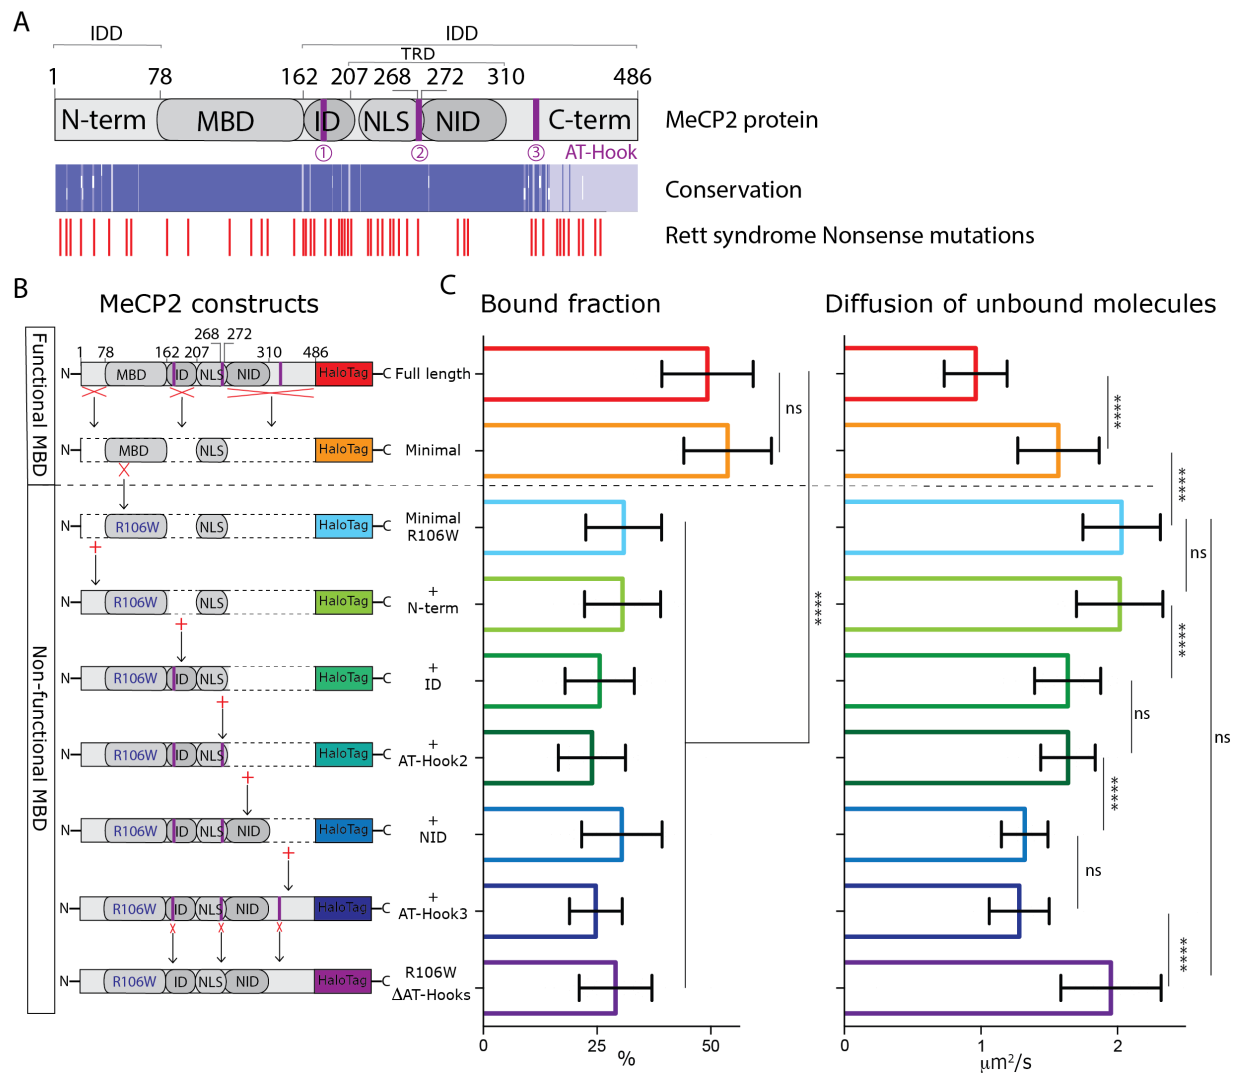 A
IDD IDD
TRD
1 78 162 207 268 272 310 486
N-term MBD ID NLS NID C-term MeCP2 protein
1 2 3 AT-Hook
Conservation
Rett syndrome Nonsense mutations
B MeCP2 constructs
C Bound fraction Diffusion of unbound molecules
Functional MBD
Non-functional MBD
268 272
1 78 162 207 310 486
N MBD ID NLS NID HaloTag C Full length
N MBD NLS HaloTag C Minimal
N R106W NLS HaloTag C Minimal
R106W
+
N R106W NLS HaloTag C +
N-term
+
N R106W ID NLS HaloTag C +
ID
+
N R106W ID NLS HaloTag C +
AT-Hook2
+
N R106W ID NLS NID HaloTag C +
NID
+
N R106W ID NLS NID HaloTag C +
AT-Hook3
x x x
N R106W ID NLS NID HaloTag C R106W
ΔAT-Hooks
ns
****
0 25 50
%
****
****
ns
****
ns
****
ns
****
ns
0 1 2
μm²/s